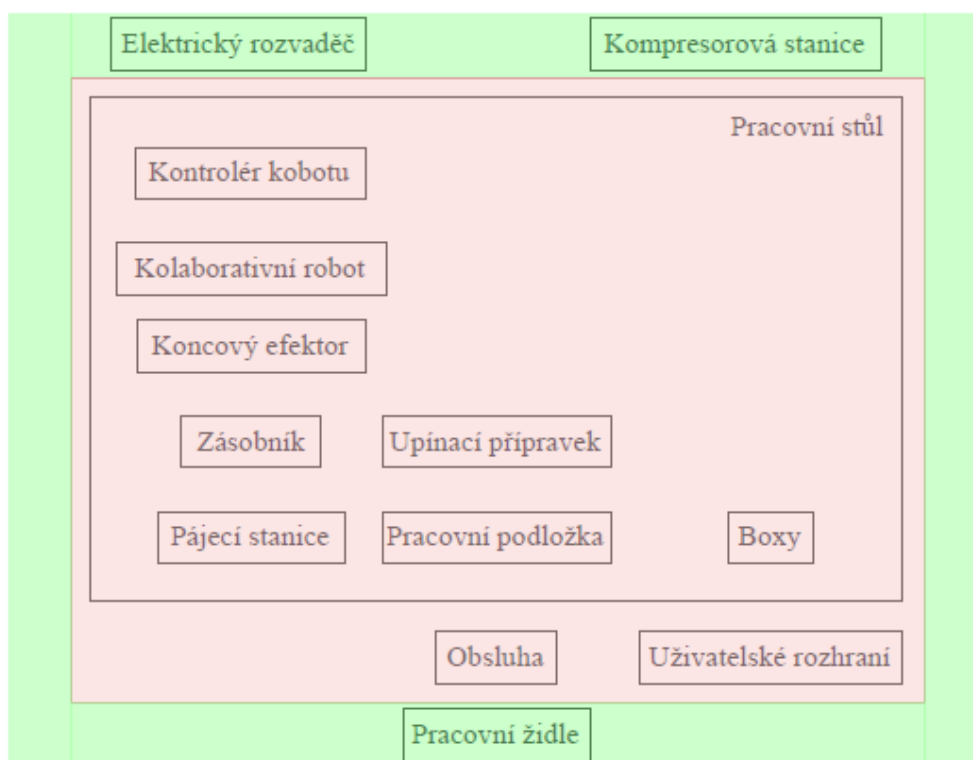 Elektrický rozvaděč
Kompresorová stanice
Pracovní stůl
Kontrolér kobotu
Kolaborativní robot
Koncový efektor
Zásobník
Upínací přípravek
Pájecí stanice
Pracovní podložka
Boxy
Obsluha
Uživatelské rozhraní
Pracovní židle